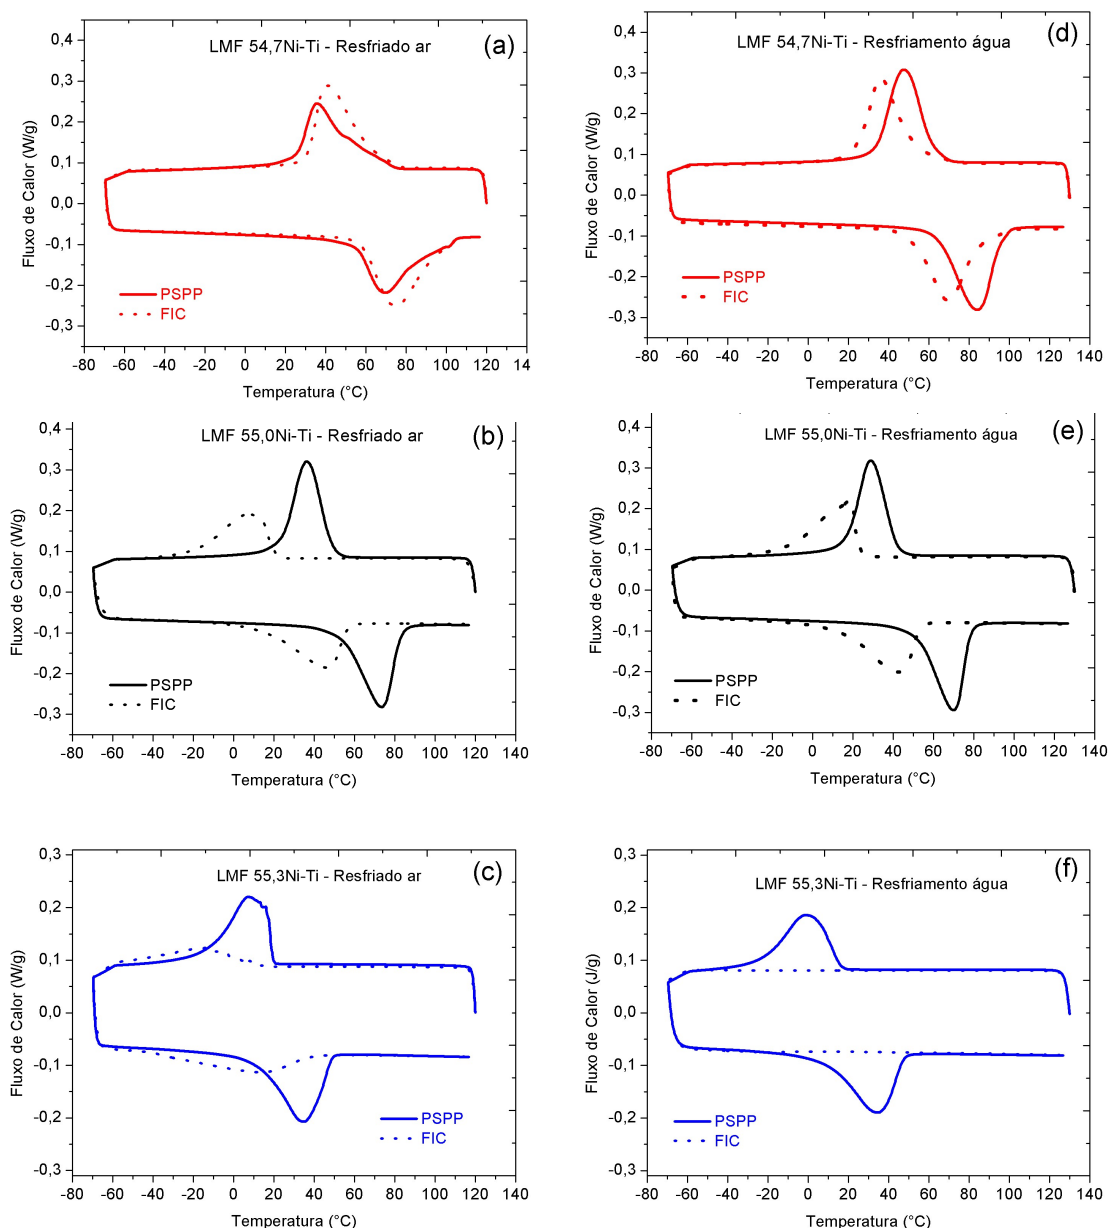 LMF 54,7Ni-Ti - Resfriado ar
(a)
0,4
0,3
0,2
0,1
0,0
-0,1
-0,2
-0,3
Fluxo de Calor (W/g)
PSPP
FIC
-80 -60 -40 -20 0 20 40 60 80 100 120 14
Temperatura (°C)
LMF 54,7Ni-Ti - Resfriamento água
(d)
0,4
0,3
0,2
0,1
0,0
-0,1
-0,2
-0,3
Fluxo de Calor (W/g)
PSPP
FIC
-80 -60 -40 -20 0 20 40 60 80 100 120 140
Temperatura (°C)
LMF 55,0Ni-Ti - Resfriado ar
(b)
0,4
0,3
0,2
0,1
0,0
-0,1
-0,2
-0,3
Fluxo de Calor (W/g)
PSPP
FIC
-80 -60 -40 -20 0 20 40 60 80 100 120 140
Temperatura (°C)
LMF 55,0Ni-Ti - Resfriamento água
(e)
0,4
0,3
0,2
0,1
0,0
-0,1
-0,2
-0,3
Fluxo de Calor (W/g)
PSPP
FIC
-80 -60 -40 -20 0 20 40 60 80 100 120 140
Temperatura (°C)
LMF 55,3Ni-Ti - Resfriado ar
(c)
0,3
0,2
0,1
0,0
-0,1
-0,2
-0,3
Fluxo de Calor (W/g)
PSPP
FIC
-80 -60 -40 -20 0 20 40 60 80 100 120 140
Temperatura (°C)
LMF 55,3Ni-Ti - Resfriamento água
(f)
0,3
0,2
0,1
0,0
-0,1
-0,2
-0,3
Fluxo de Calor (J/g)
PSPP
FIC
-80 -60 -40 -20 0 20 40 60 80 100 120 140
Temperatura (°C)